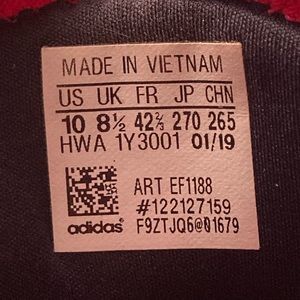 MADE IN VIETNAM
US UK FR JP CHN
10 8½ 42⅔ 270 265
HWA 1Y3001 01/19
ART EF1188
#122127159
adidas F9ZTJQ6@01679